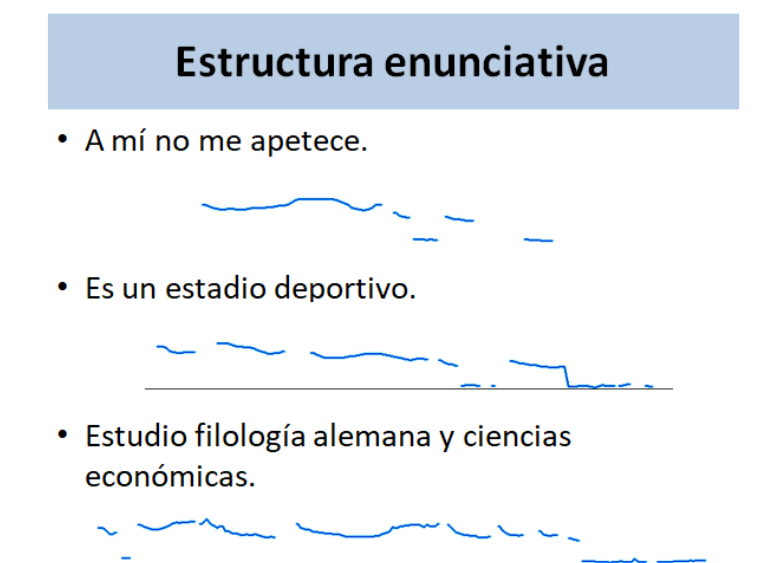 Estructura enunciativa
• A mí no me apetece.
• Es un estadio deportivo.
• Estudio filología alemana y ciencias
económicas.